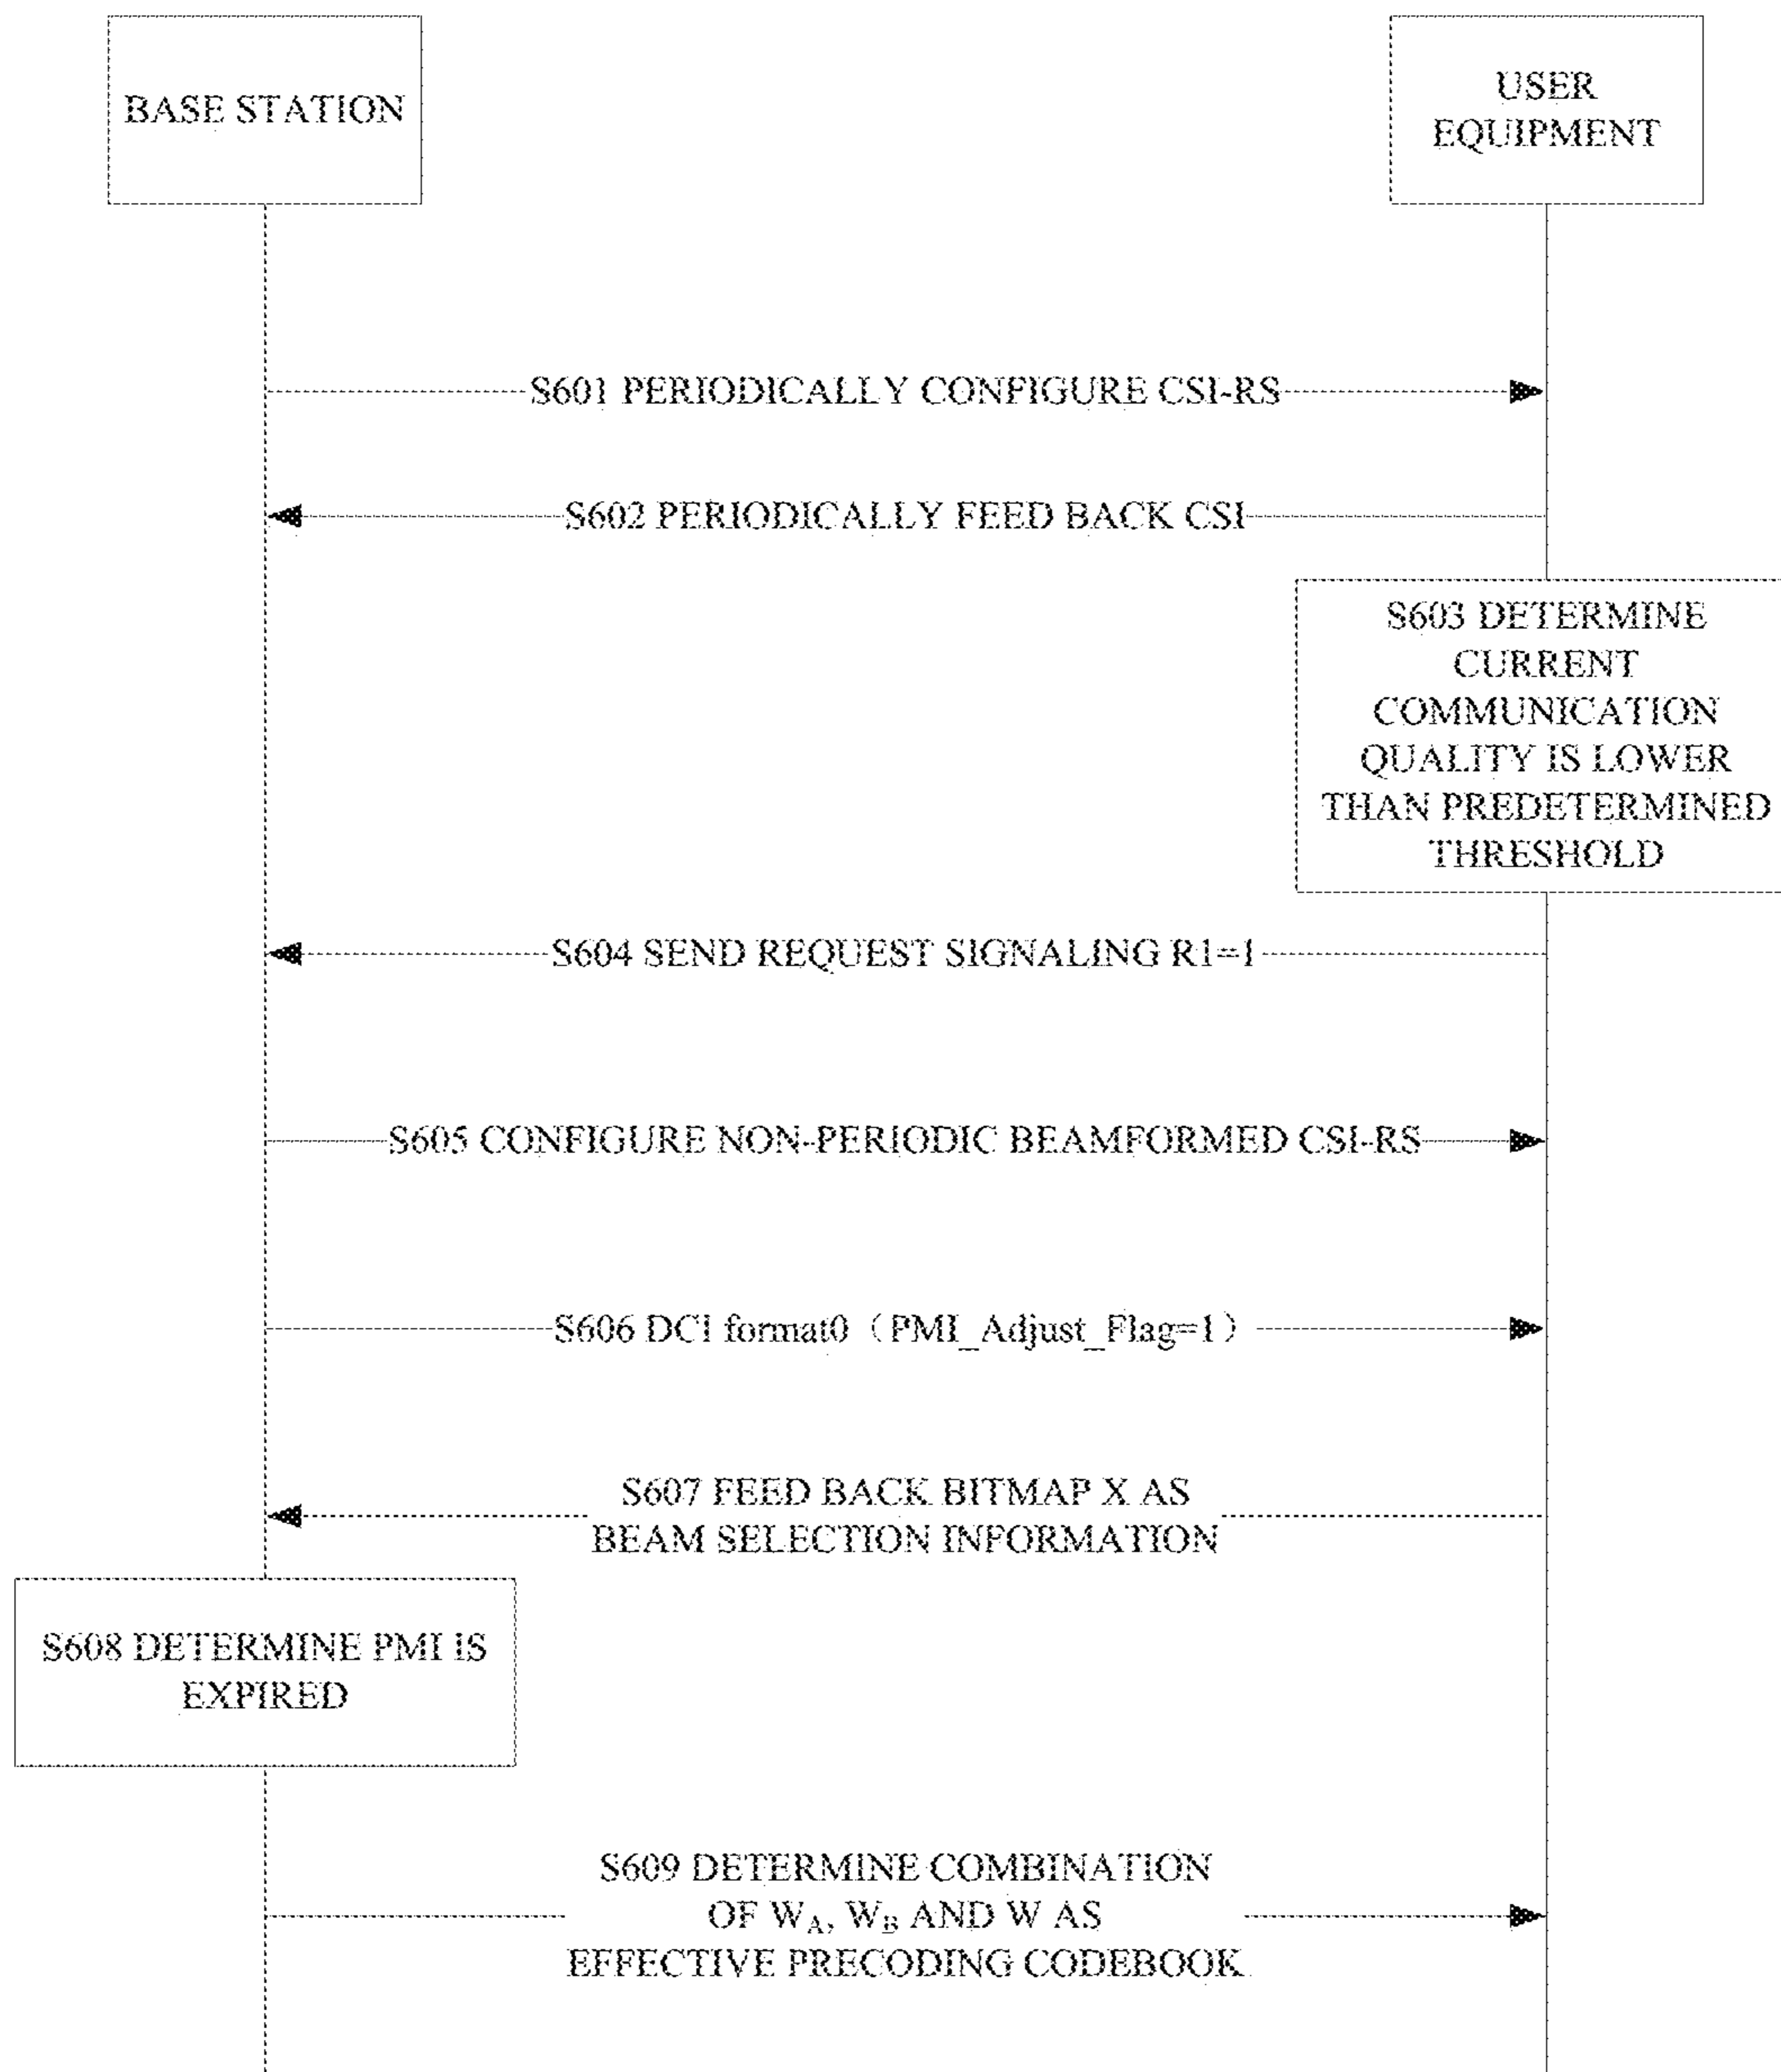 BASE STATION
USER
EQUIPMENT
S601 PERIODICALLY CONFIGURE CSI-RS
S602 PERIODICALLY FEED BACK CSI
S603 DETERMINE
CURRENT
COMMUNICATION
QUALITY IS LOWER
THAN PREDETERMINED
THRESHOLD
S604 SEND REQUEST SIGNALING R1=1
S605 CONFIGURE NON-PERIODIC BEAMFORMED CSI-RS
S606 DCI format0（PMI_Adjust_Flag=1）
S607 FEED BACK BITMAP X AS
BEAM SELECTION INFORMATION
S608 DETERMINE PMI IS
EXPIRED
S609 DETERMINE COMBINATION
OF W_A, W_B AND W AS
EFFECTIVE PRECODING CODEBOOK